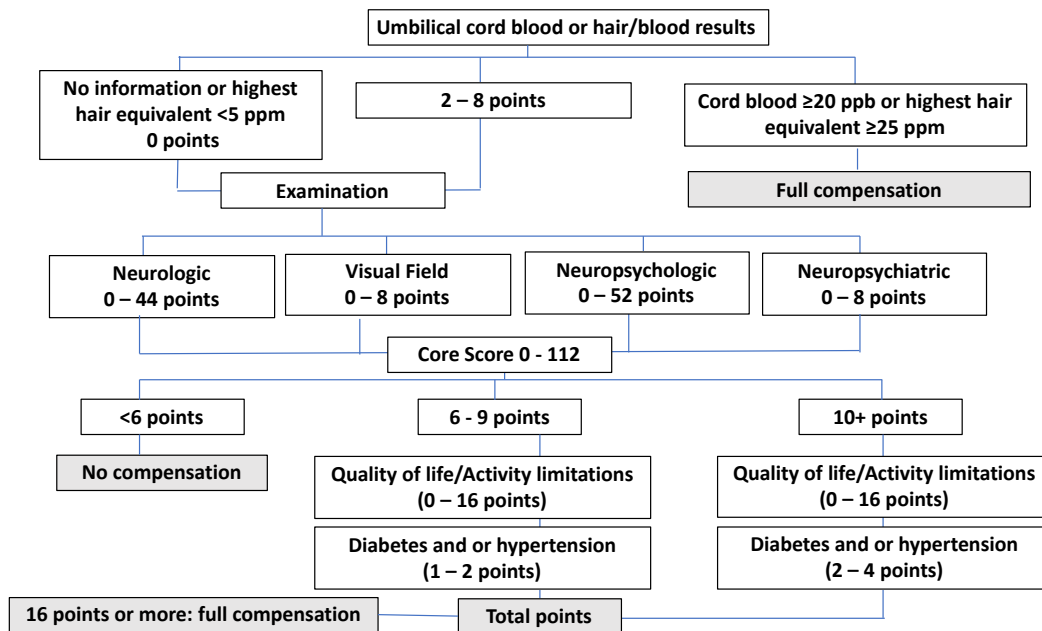 Umbilical cord blood or hair/blood results
No information or highest
hair equivalent <5 ppm
0 points
2 – 8 points
Cord blood ≥20 ppb or highest hair
equivalent ≥25 ppm
Examination
Full compensation
Neurologic
0 – 44 points
Visual Field
0 – 8 points
Neuropsychologic
0 – 52 points
Neuropsychiatric
0 – 8 points
Core Score 0 - 112
<6 points
6 - 9 points
10+ points
No compensation
Quality of life/Activity limitations
(0 – 16 points)
Quality of life/Activity limitations
(0 – 16 points)
Diabetes and or hypertension
(1 – 2 points)
Diabetes and or hypertension
(2 – 4 points)
16 points or more: full compensation
Total points